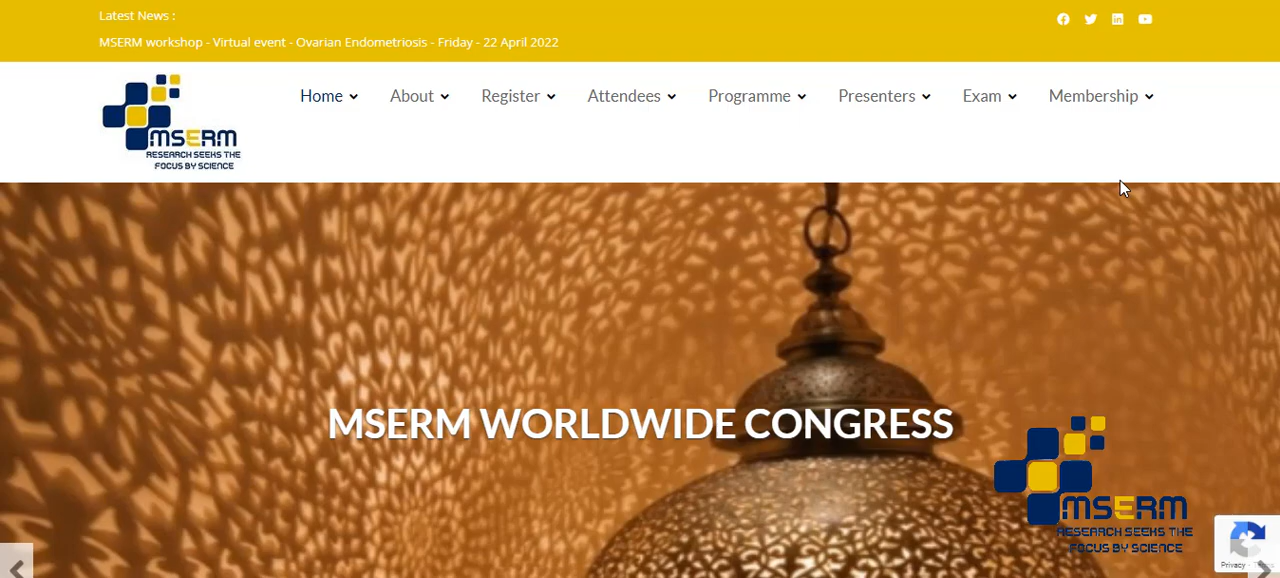 Latest News :
MSERM workshop - Virtual event - Ovarian Endometriosis - Friday - 22 April 2022
Home About Register Attendees Programme Presenters Exam Membership
MSERM
RESEARCH SEEKS THE
FOCUS BY SCIENCE
MSERM WORLDWIDE CONGRESS
MSERM
RESEARCH SEEKS THE
FOCUS BY SCIENCE
Privacy -